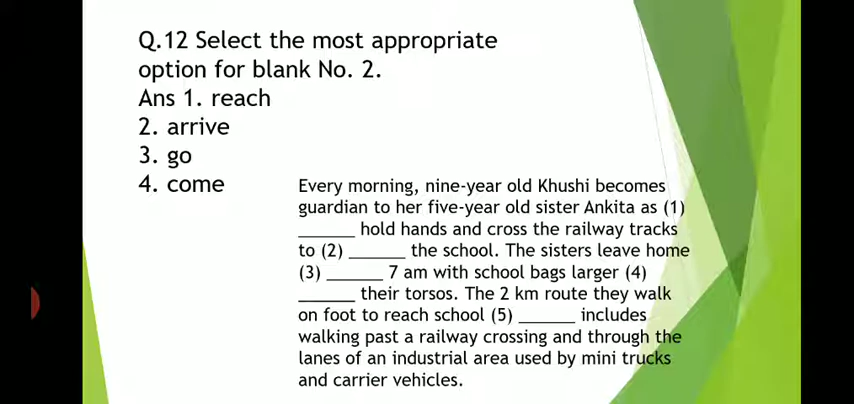 Q.12 Select the most appropriate
option for blank No. 2.
Ans 1. reach
2. arrive
3. go
4. come
Every morning, nine-year old Khushi becomes
guardian to her five-year old sister Ankita as (1)
______ hold hands and cross the railway tracks
to (2) ______ the school. The sisters leave home
(3) ______ 7 am with school bags larger (4)
______ their torsos. The 2 km route they walk
on foot to reach school (5) ______ includes
walking past a railway crossing and through the
lanes of an industrial area used by mini trucks
and carrier vehicles.